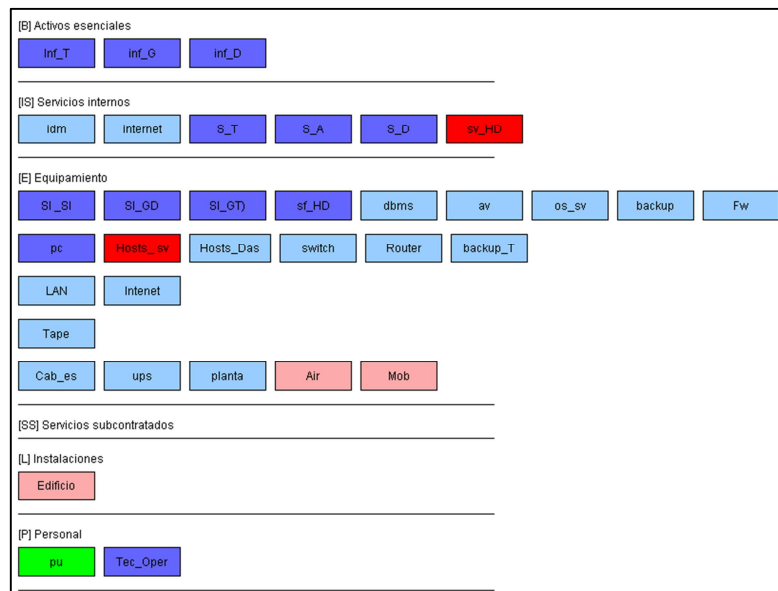 [B] Activos esenciales
Inf_T inf_G inf_D
[IS] Servicios internos
idm internet S_T S_A S_D sv_HD
[E] Equipamiento
SI_SI SI_GD SI_GT) sf_HD dbms av os_sv backup Fw
pc Hosts_sv Hosts_Das switch Router backup_T
LAN Intenet
Tape
Cab_es ups planta Air Mob
[SS] Servicios subcontratados
[L] Instalaciones
Edificio
[P] Personal
pu Tec_Oper